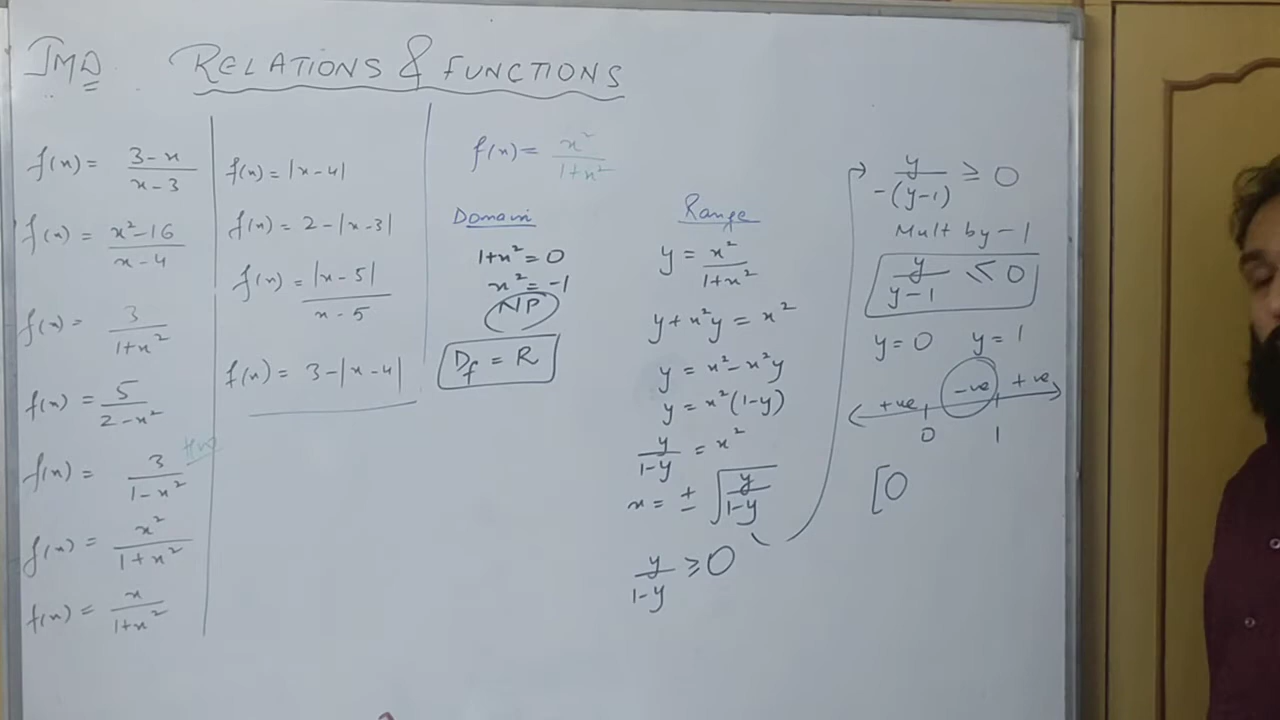 JMD RELATIONS & FUNCTIONS
f(x) = (3-x)/(x-3)
f(x) = (x²-16)/(x-4)
f(x) = 3/(1+x²)
f(x) = 5/(2-x²)
HW
f(x) = 3/(1-x²)
f(x) = x²/(1+x²)
f(x) = x/(1+x²)
f(x) = |x-4|
f(x) = 2-|x-3|
f(x) = |x-5|/(x-5)
f(x) = 3-|x-4|
f(x) = x²/(1+x²)
Domain
1+x² = 0
x² = -1
NP
D_f = R
Range
y = x²/(1+x²)
y+x²y = x²
y = x²-x²y
y = x²(1-y)
y/(1-y) = x²
x = ±√(y/(1-y))
y/(1-y) ≥ 0
→ y/(-(y-1)) ≥ 0
Mult by -1
y/(y-1) ≤ 0
y=0 y=1
+ve -ve +ve
0 1
[0